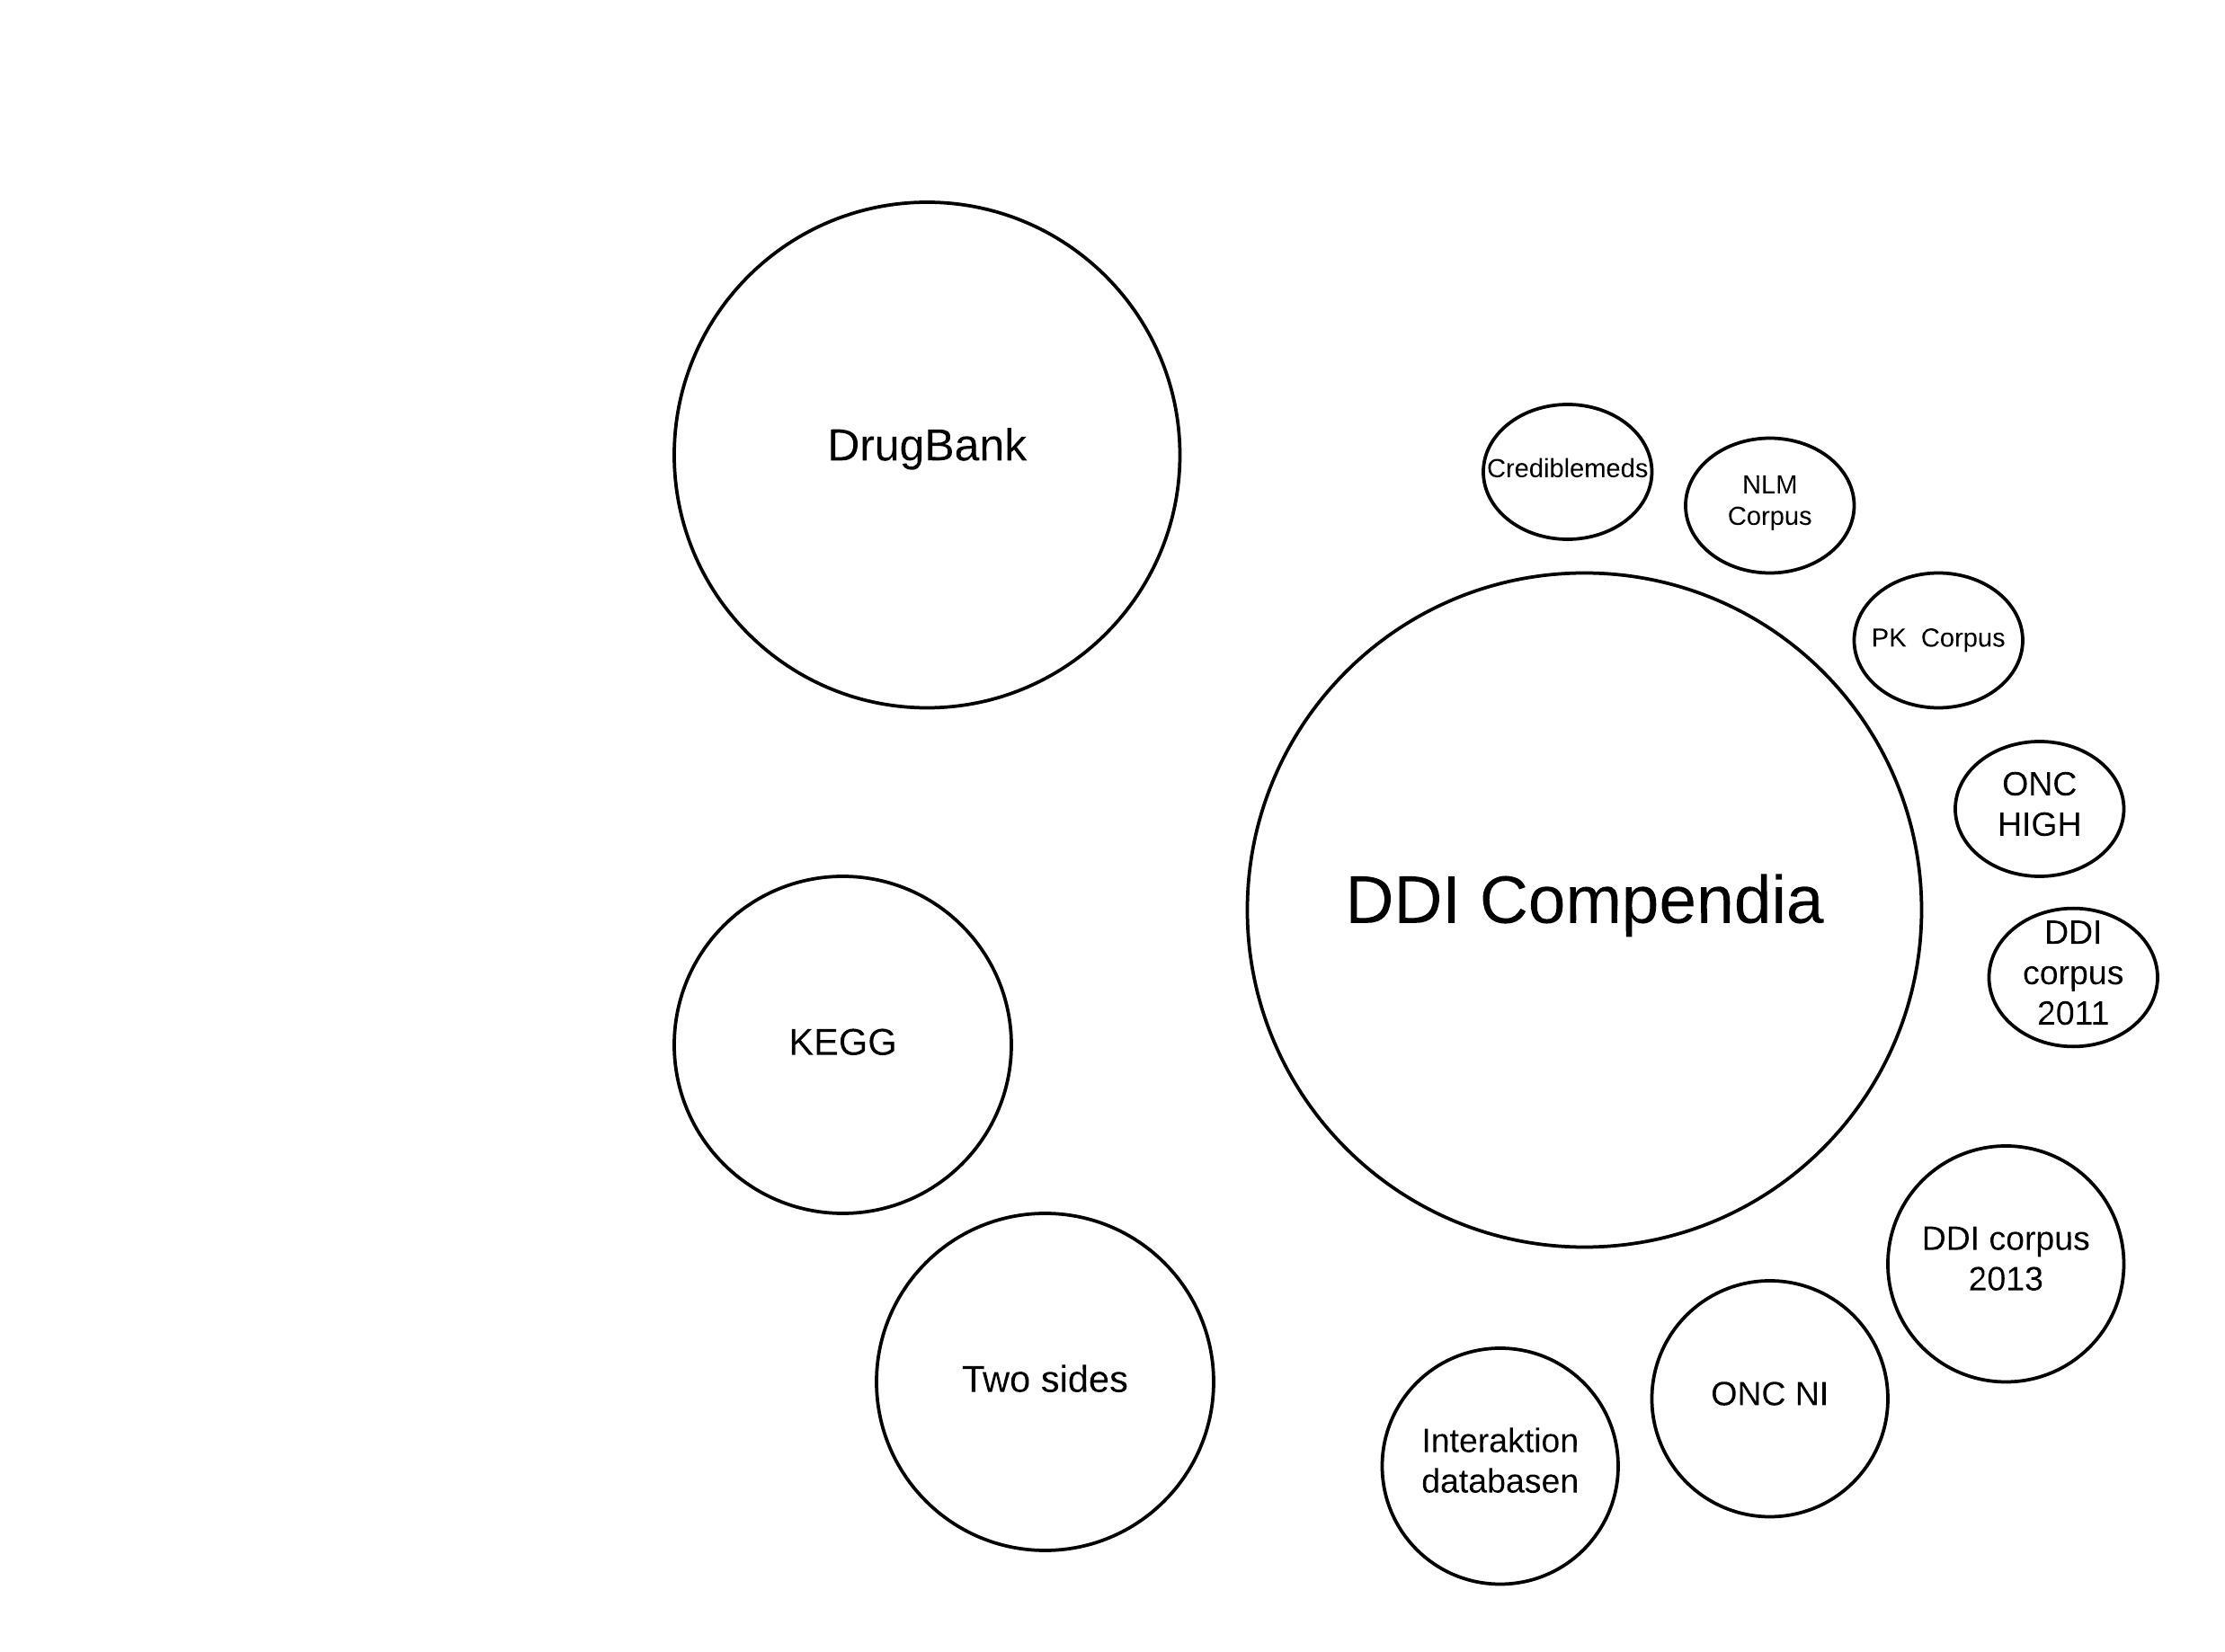 DrugBank
Crediblemeds
NLM
Corpus
PK  Corpus
ONC
HIGH
DDI Compendia
DDI
corpus
2011
KEGG
DDI corpus
2013
Two sides
ONC NI
Interaktion
databasen